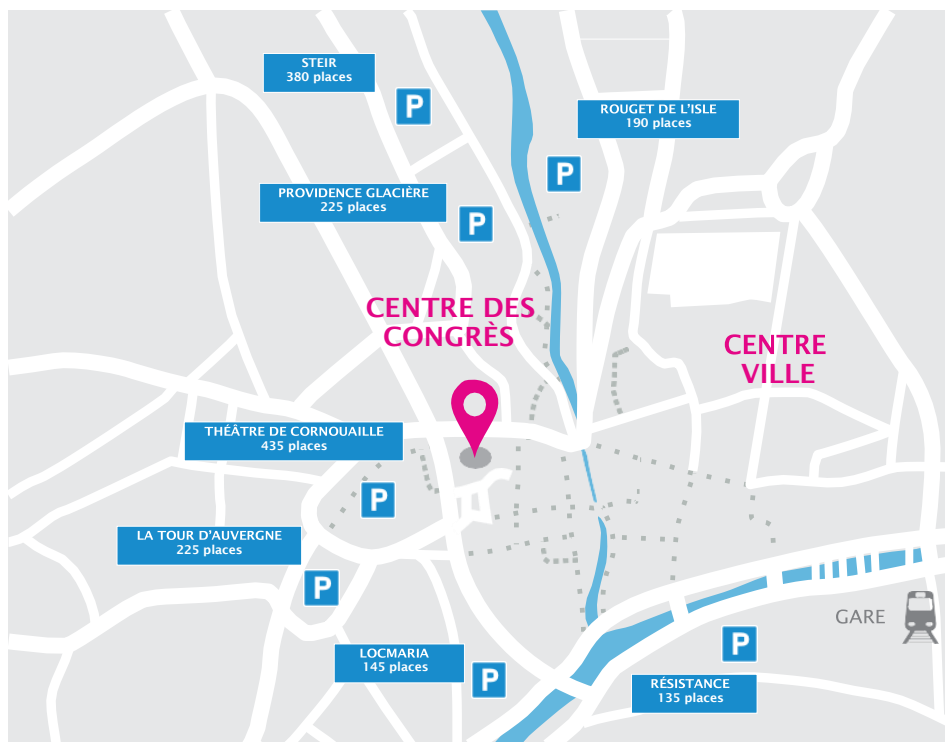 STEIR
380 places
P
ROUGET DE L'ISLE
190 places
P
PROVIDENCE GLACIÈRE
225 places
P
CENTRE DES
CONGRÈS
CENTRE
VILLE
THÉÂTRE DE CORNOUAILLE
435 places
P
LA TOUR D'AUVERGNE
225 places
P
GARE
LOCMARIA
145 places
P
P
RÉSISTANCE
135 places